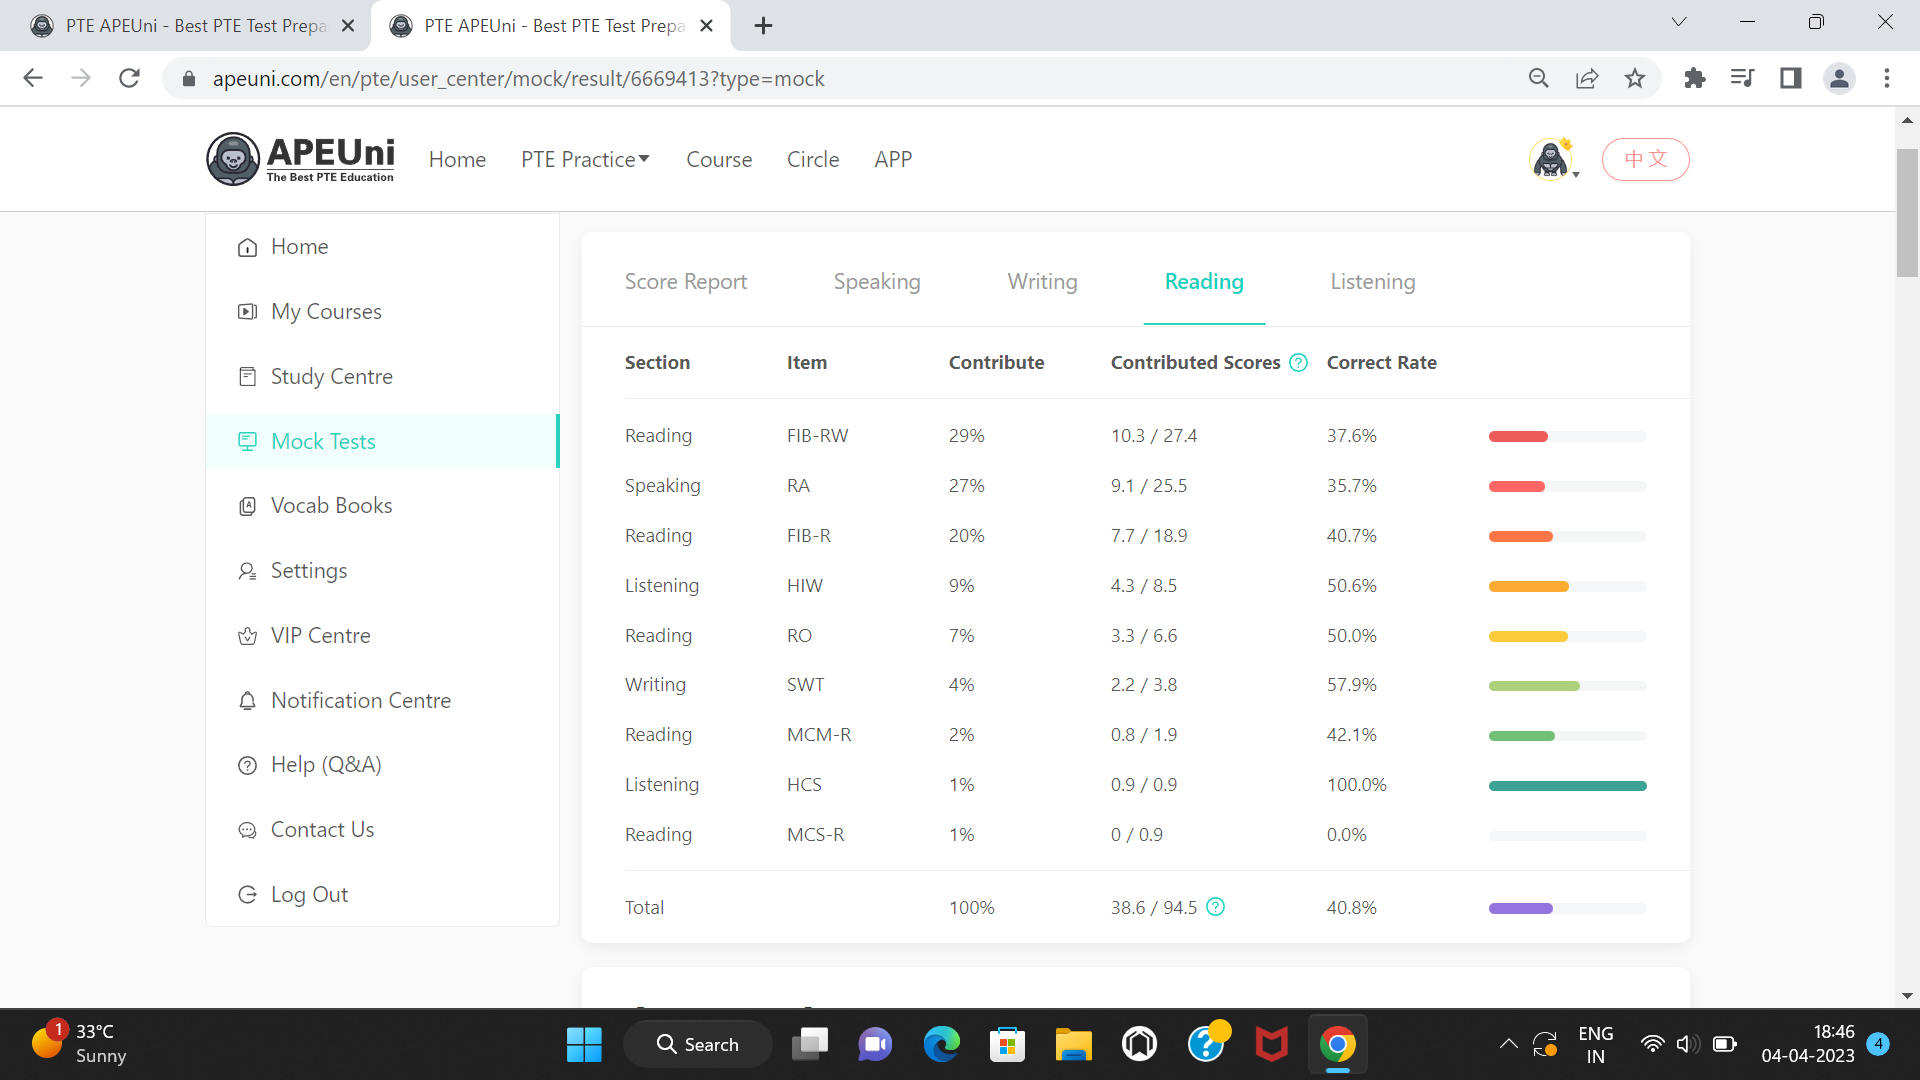 PTE APEUni - Best PTE Test Prepa
PTE APEUni - Best PTE Test Prepa
apeuni.com/en/pte/user_center/mock/result/6669413?type=mock
APEUni
The Best PTE Education
Home PTE Practice Course Circle APP
中文
Home
My Courses
Study Centre
Mock Tests
Vocab Books
Settings
VIP Centre
Notification Centre
Help (Q&A)
Contact Us
Log Out
Score Report Speaking Writing Reading Listening
Section Item Contribute Contributed Scores ? Correct Rate
Reading FIB-RW 29% 10.3 / 27.4 37.6%
Speaking RA 27% 9.1 / 25.5 35.7%
Reading FIB-R 20% 7.7 / 18.9 40.7%
Listening HIW 9% 4.3 / 8.5 50.6%
Reading RO 7% 3.3 / 6.6 50.0%
Writing SWT 4% 2.2 / 3.8 57.9%
Reading MCM-R 2% 0.8 / 1.9 42.1%
Listening HCS 1% 0.9 / 0.9 100.0%
Reading MCS-R 1% 0 / 0.9 0.0%
Total 100% 38.6 / 94.5 ? 40.8%
1
33°C
Sunny
Search
ENG
IN
18:46
04-04-2023
4